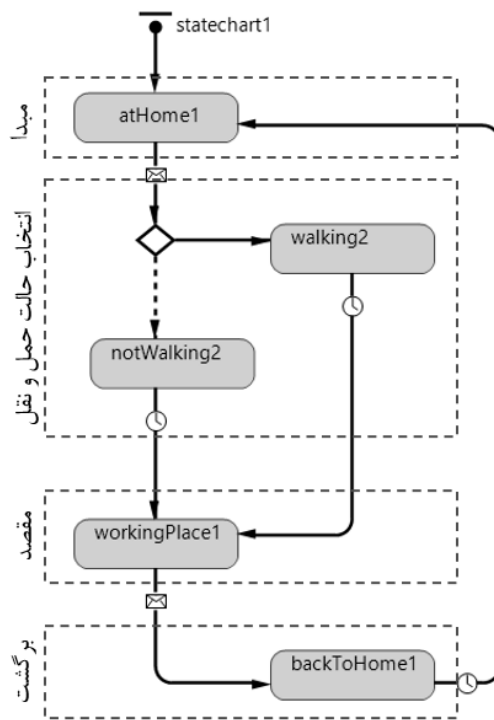 statechart1
مبدا
atHome1
انتخاب حالت حمل و نقل
walking2
notWalking2
مقصد
workingPlace1
برگشت
backToHome1